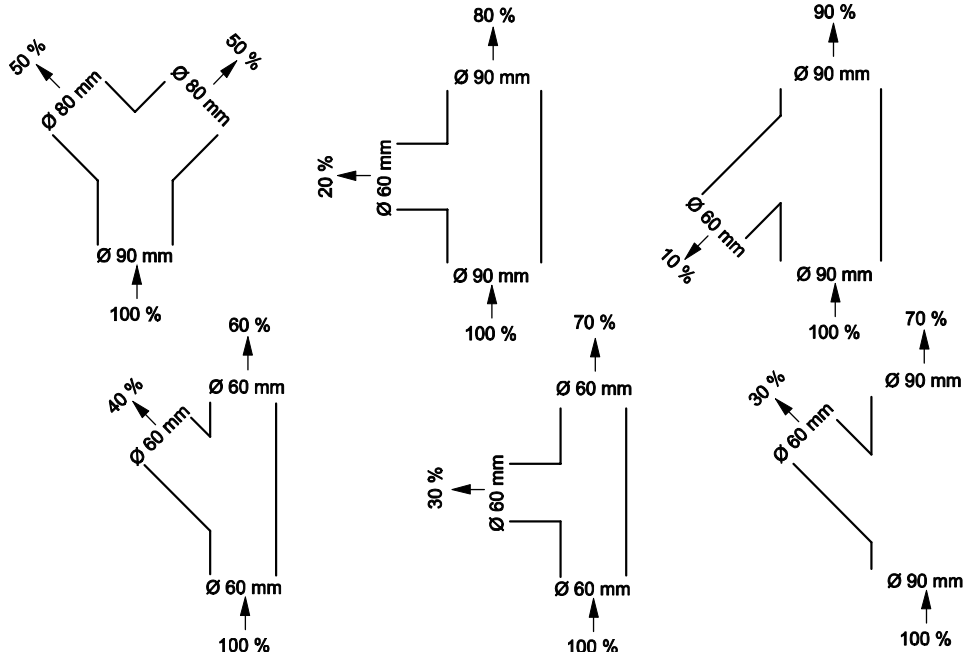 50 %
50 %
Ø 80 mm
Ø 80 mm
Ø 90 mm
100 %
80 %
Ø 90 mm
20 %
Ø 60 mm
Ø 90 mm
100 %
90 %
Ø 90 mm
Ø 60 mm
10 %
Ø 90 mm
100 %
60 %
Ø 60 mm
40 %
Ø 60 mm
Ø 60 mm
100 %
70 %
Ø 60 mm
30 %
Ø 60 mm
Ø 60 mm
100 %
70 %
Ø 90 mm
30 %
Ø 60 mm
Ø 90 mm
100 %